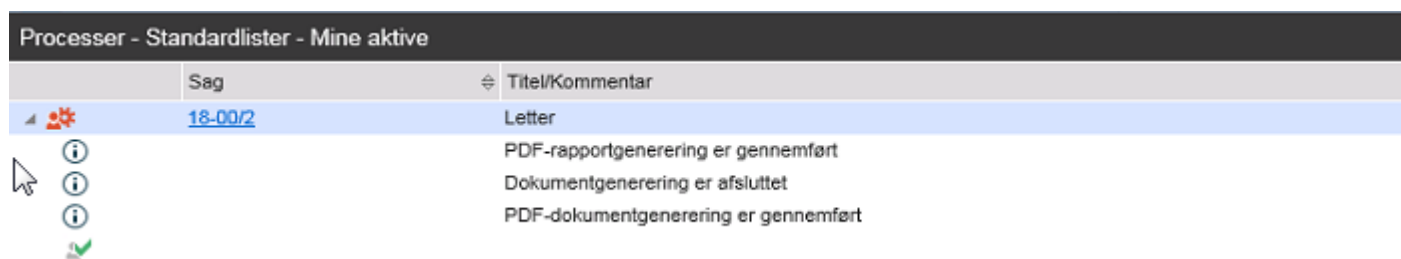 Processer - Standardlister - Mine aktive
Sag Titel/Kommentar
18-00/2 Letter
PDF-rapportgenerering er gennemført
Dokumentgenerering er afsluttet
PDF-dokumentgenerering er gennemført